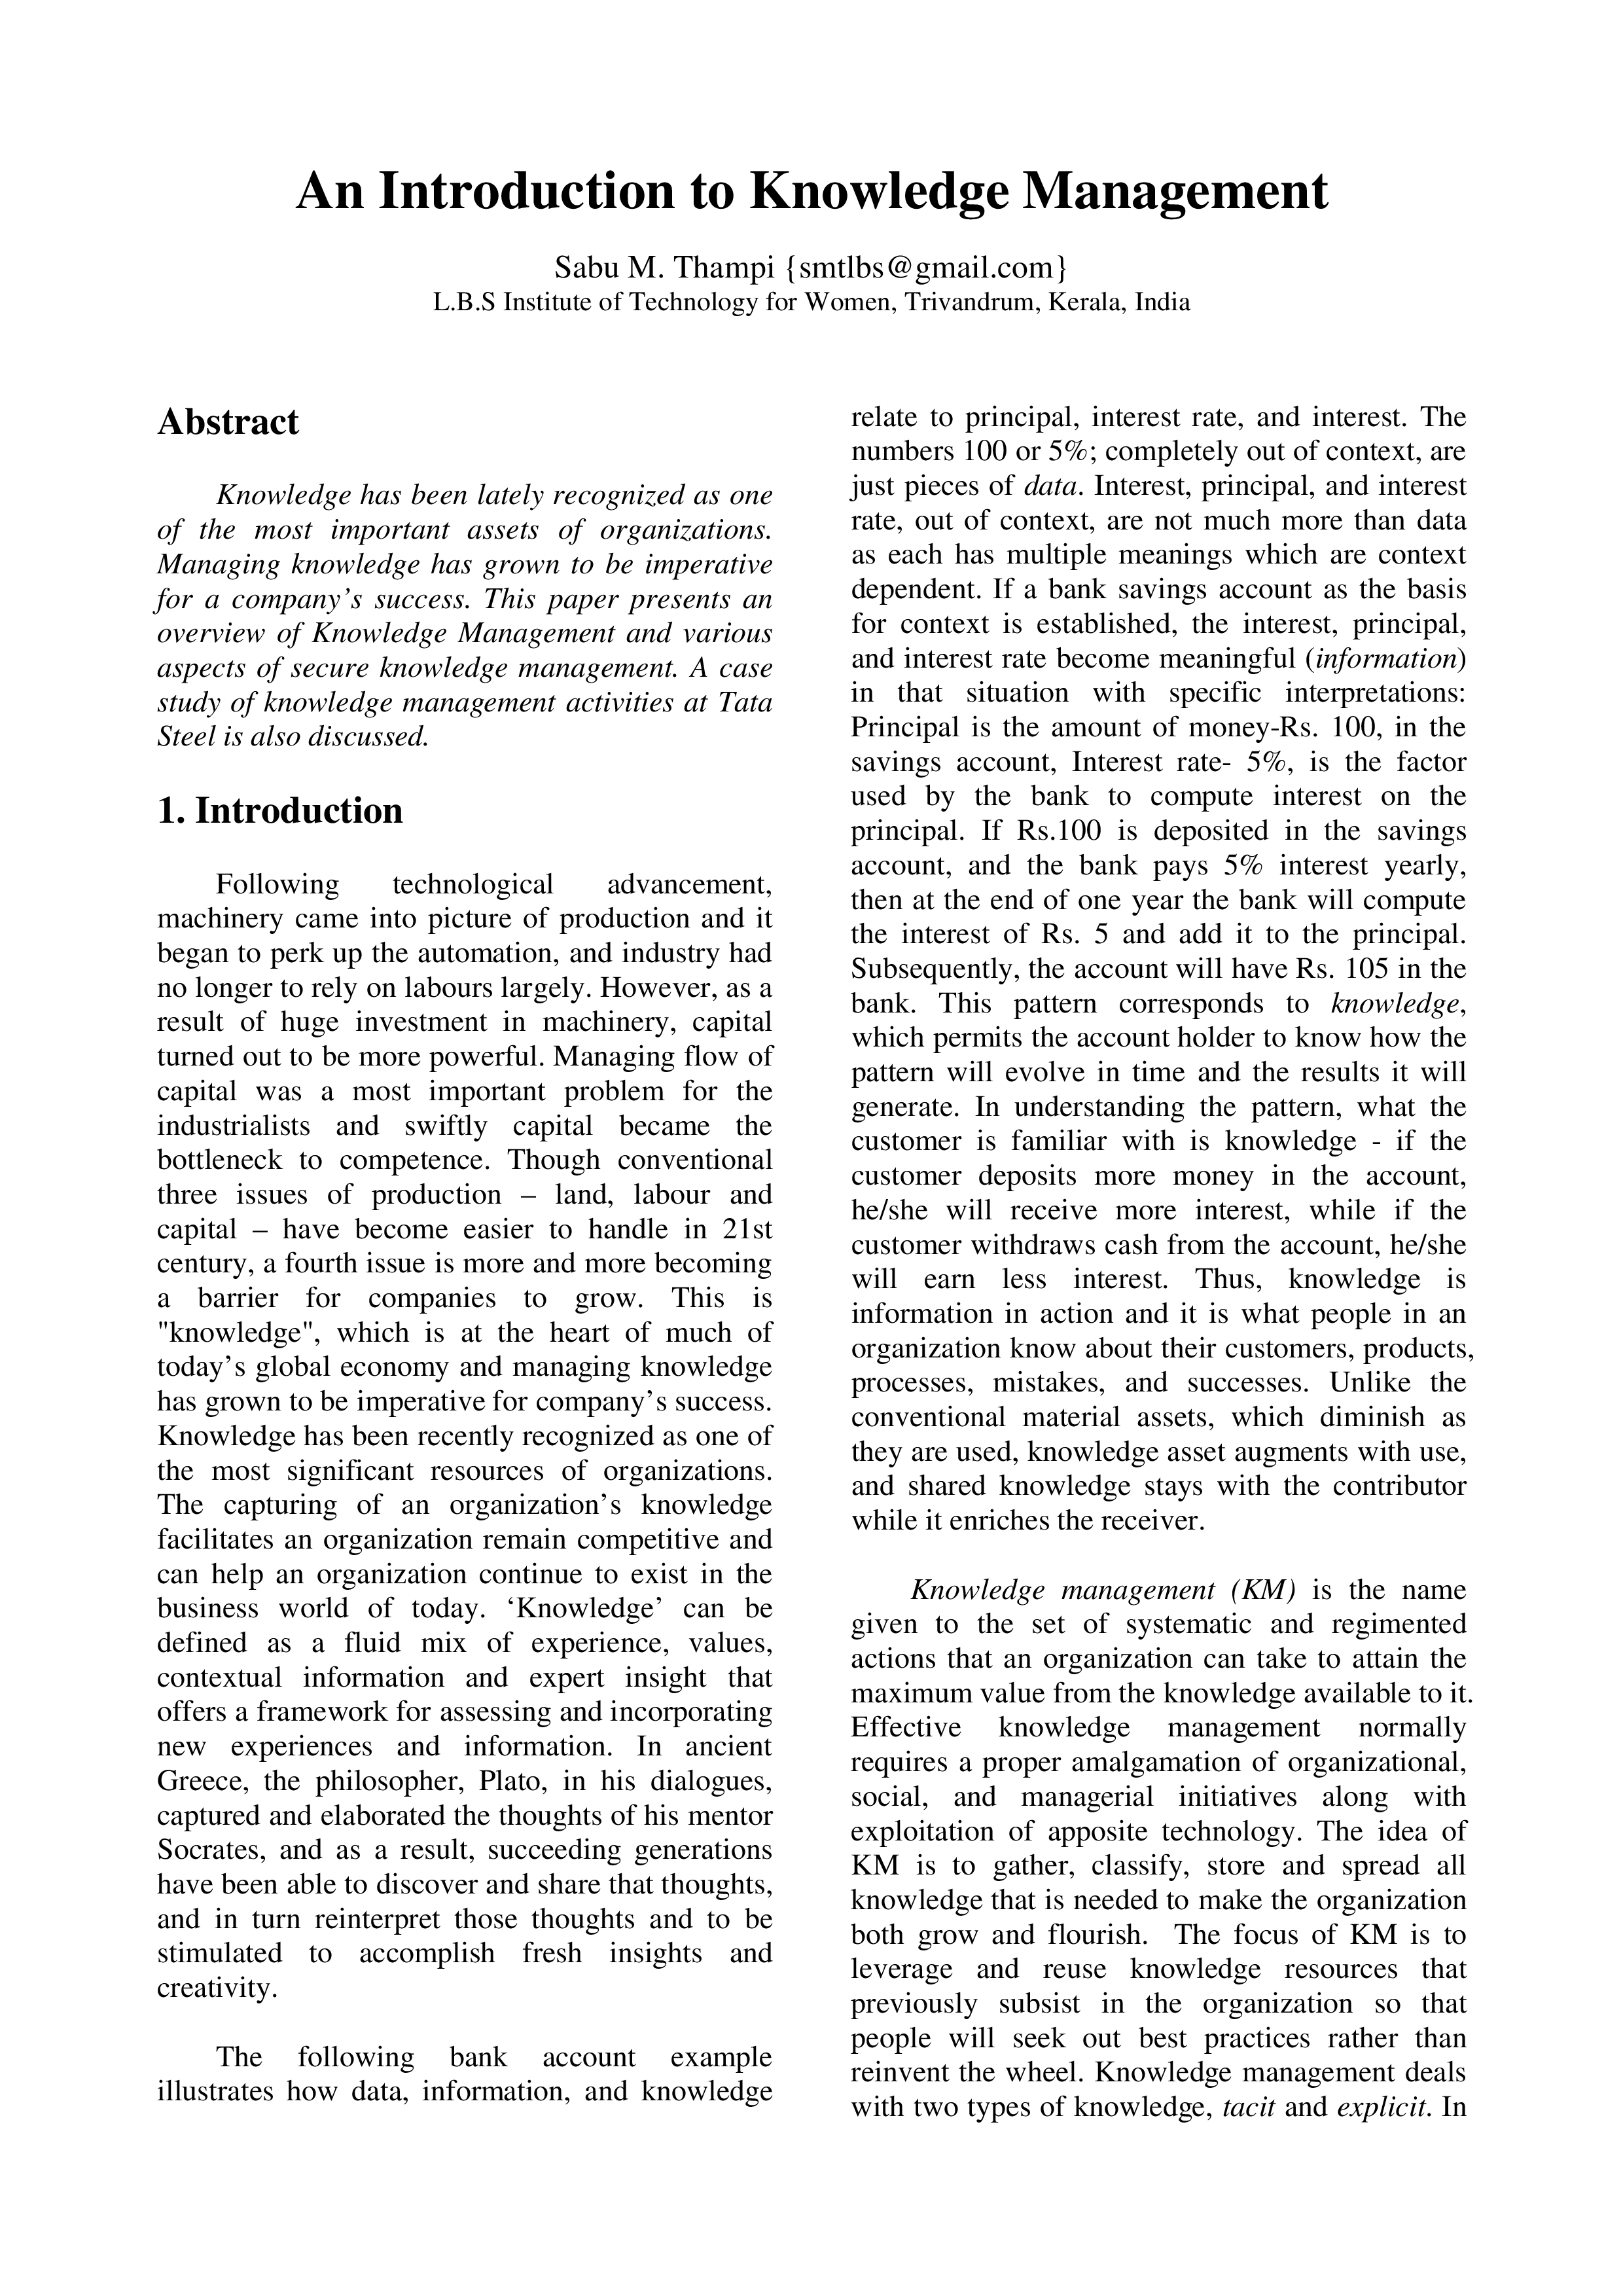 An Introduction to Knowledge Management
Sabu M. Thampi {smtlbs@gmail.com}
L.B.S Institute of Technology for Women, Trivandrum, Kerala, India
Abstract
Knowledge has been lately recognized as one
of the most important assets of organizations.
Managing knowledge has grown to be imperative
for a company’s success. This paper presents an
overview of Knowledge Management and various
aspects of secure knowledge management. A case
study of knowledge management activities at Tata
Steel is also discussed.
1. Introduction
Following technological advancement,
machinery came into picture of production and it
began to perk up the automation, and industry had
no longer to rely on labours largely. However, as a
result of huge investment in machinery, capital
turned out to be more powerful. Managing flow of
capital was a most important problem for the
industrialists and swiftly capital became the
bottleneck to competence. Though conventional
three issues of production – land, labour and
capital – have become easier to handle in 21st
century, a fourth issue is more and more becoming
a barrier for companies to grow. This is
"knowledge", which is at the heart of much of
today’s global economy and managing knowledge
has grown to be imperative for company’s success.
Knowledge has been recently recognized as one of
the most significant resources of organizations.
The capturing of an organization’s knowledge
facilitates an organization remain competitive and
can help an organization continue to exist in the
business world of today. ‘Knowledge’ can be
defined as a fluid mix of experience, values,
contextual information and expert insight that
offers a framework for assessing and incorporating
new experiences and information. In ancient
Greece, the philosopher, Plato, in his dialogues,
captured and elaborated the thoughts of his mentor
Socrates, and as a result, succeeding generations
have been able to discover and share that thoughts,
and in turn reinterpret those thoughts and to be
stimulated to accomplish fresh insights and
creativity.
The following bank account example
illustrates how data, information, and knowledge
relate to principal, interest rate, and interest. The
numbers 100 or 5%; completely out of context, are
just pieces of data. Interest, principal, and interest
rate, out of context, are not much more than data
as each has multiple meanings which are context
dependent. If a bank savings account as the basis
for context is established, the interest, principal,
and interest rate become meaningful (information)
in that situation with specific interpretations:
Principal is the amount of money-Rs. 100, in the
savings account, Interest rate- 5%, is the factor
used by the bank to compute interest on the
principal. If Rs.100 is deposited in the savings
account, and the bank pays 5% interest yearly,
then at the end of one year the bank will compute
the interest of Rs. 5 and add it to the principal.
Subsequently, the account will have Rs. 105 in the
bank. This pattern corresponds to knowledge,
which permits the account holder to know how the
pattern will evolve in time and the results it will
generate. In understanding the pattern, what the
customer is familiar with is knowledge - if the
customer deposits more money in the account,
he/she will receive more interest, while if the
customer withdraws cash from the account, he/she
will earn less interest. Thus, knowledge is
information in action and it is what people in an
organization know about their customers, products,
processes, mistakes, and successes. Unlike the
conventional material assets, which diminish as
they are used, knowledge asset augments with use,
and shared knowledge stays with the contributor
while it enriches the receiver.
Knowledge management (KM) is the name
given to the set of systematic and regimented
actions that an organization can take to attain the
maximum value from the knowledge available to it.
Effective knowledge management normally
requires a proper amalgamation of organizational,
social, and managerial initiatives along with
exploitation of apposite technology. The idea of
KM is to gather, classify, store and spread all
knowledge that is needed to make the organization
both grow and flourish. The focus of KM is to
leverage and reuse knowledge resources that
previously subsist in the organization so that
people will seek out best practices rather than
reinvent the wheel. Knowledge management deals
with two types of knowledge, tacit and explicit. In